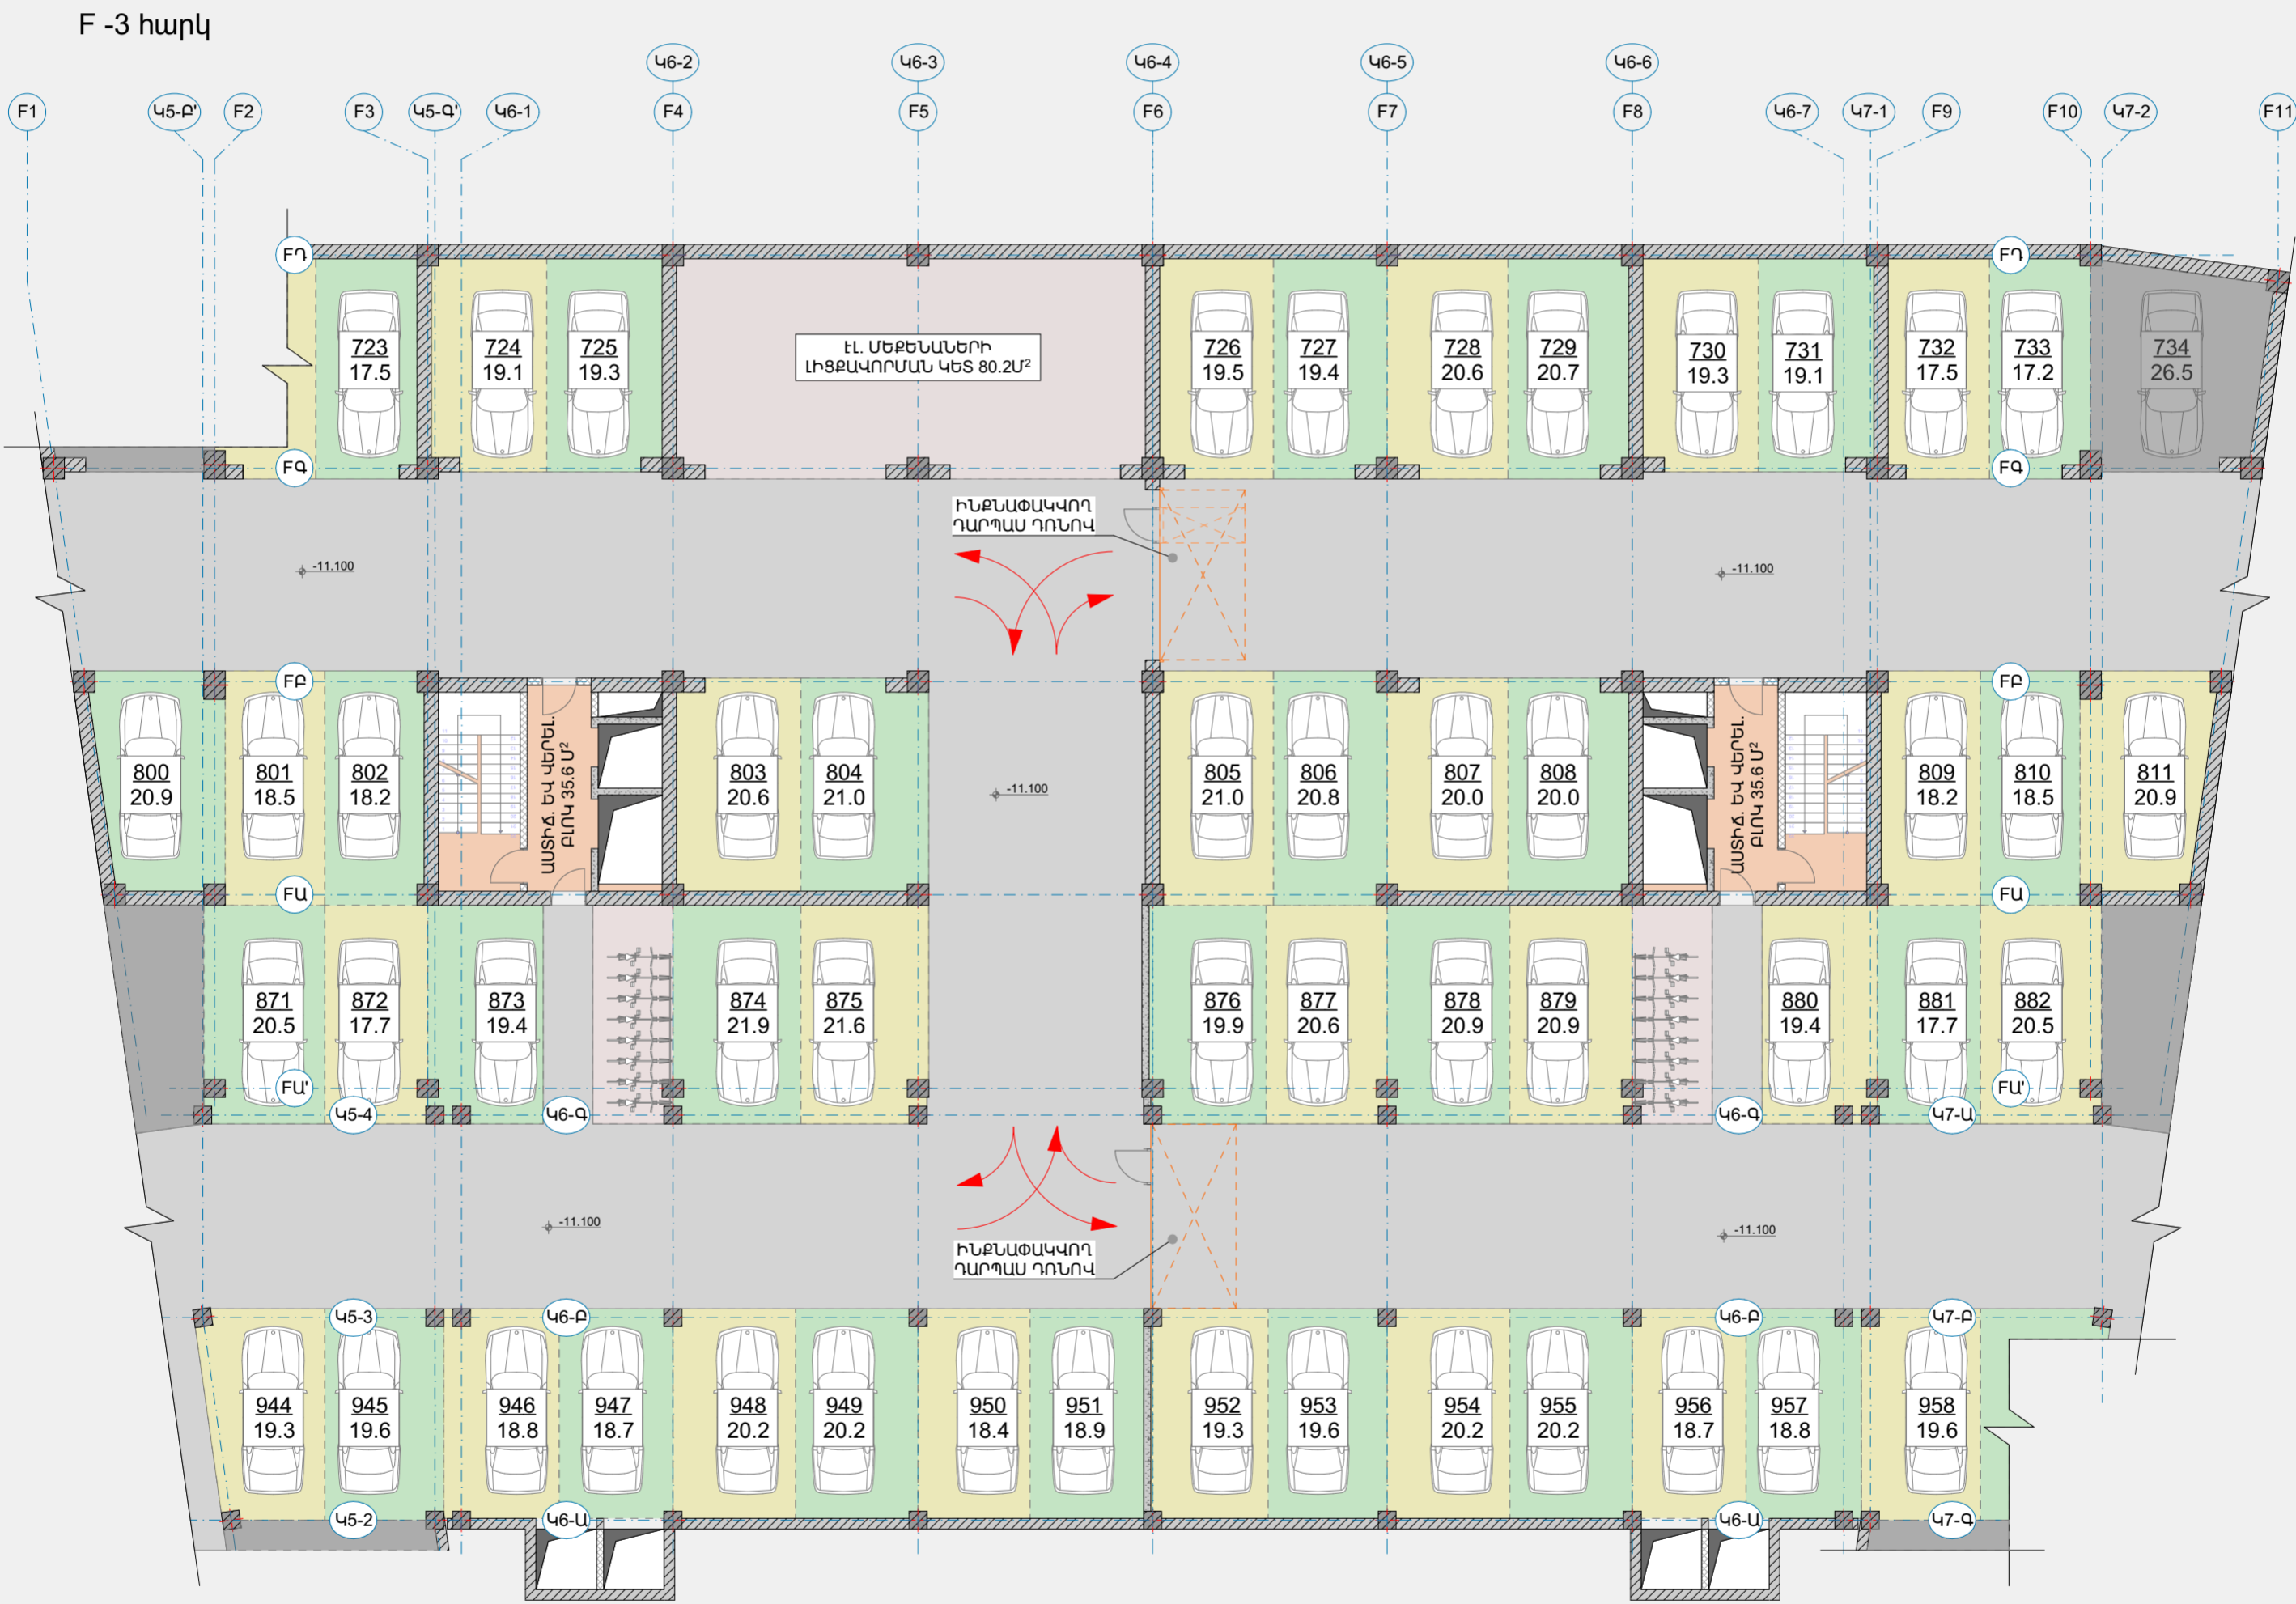 F -3 հարկ
Կ6-2 Կ6-3 Կ6-4 Կ6-5 Կ6-6
F1 Կ5-Բ' F2 F3 Կ5-Գ' Կ6-1 F4 F5 F6 F7 F8 Կ6-7 Կ7-1 F9 F10 Կ7-2 F11
FԴ FԴ
723 724 725 726 727 728 729 730 731 732 733 734
17.5 19.1 19.3 19.5 19.4 20.6 20.7 19.3 19.1 17.5 17.2 26.5
ԷԼ. ՄԵՔԵՆԱՆԵՐԻ
ԼԻՑՔԱՎՈՐՄԱՆ ԿԵՏ 80.2Մ²
FԳ FԳ
ԻՆՔՆԱՓԱԿՎՈՂ
ԴԱՐՊԱՍ ԴՌՆՈՎ
-11.100 -11.100
FԲ FԲ
800 801 802 803 804 805 806 807 808 809 810 811
20.9 18.5 18.2 20.6 21.0 21.0 20.8 20.0 20.0 18.2 18.5 20.9
ԱՍՏԻՃ. ԵՎ ՎԵՐԵԼ.
ԲԼՈԿ 35.6 Մ²
-11.100
ԱՍՏԻՃ. ԵՎ ՎԵՐԵԼ.
ԲԼՈԿ 35.6 Մ²
FԱ FԱ
871 872 873 874 875 876 877 878 879 880 881 882
20.5 17.7 19.4 21.9 21.6 19.9 20.6 20.9 20.9 19.4 17.7 20.5
FԱ' FԱ'
Կ5-4 Կ6-Գ Կ6-Գ Կ7-Ա
-11.100 -11.100
ԻՆՔՆԱՓԱԿՎՈՂ
ԴԱՐՊԱՍ ԴՌՆՈՎ
Կ5-3 Կ6-Բ Կ6-Բ Կ7-Բ
944 945 946 947 948 949 950 951 952 953 954 955 956 957 958
19.3 19.6 18.8 18.7 20.2 20.2 18.4 18.9 19.3 19.6 20.2 20.2 18.7 18.8 19.6
Կ5-2 Կ6-Ա Կ6-Ա Կ7-Գ